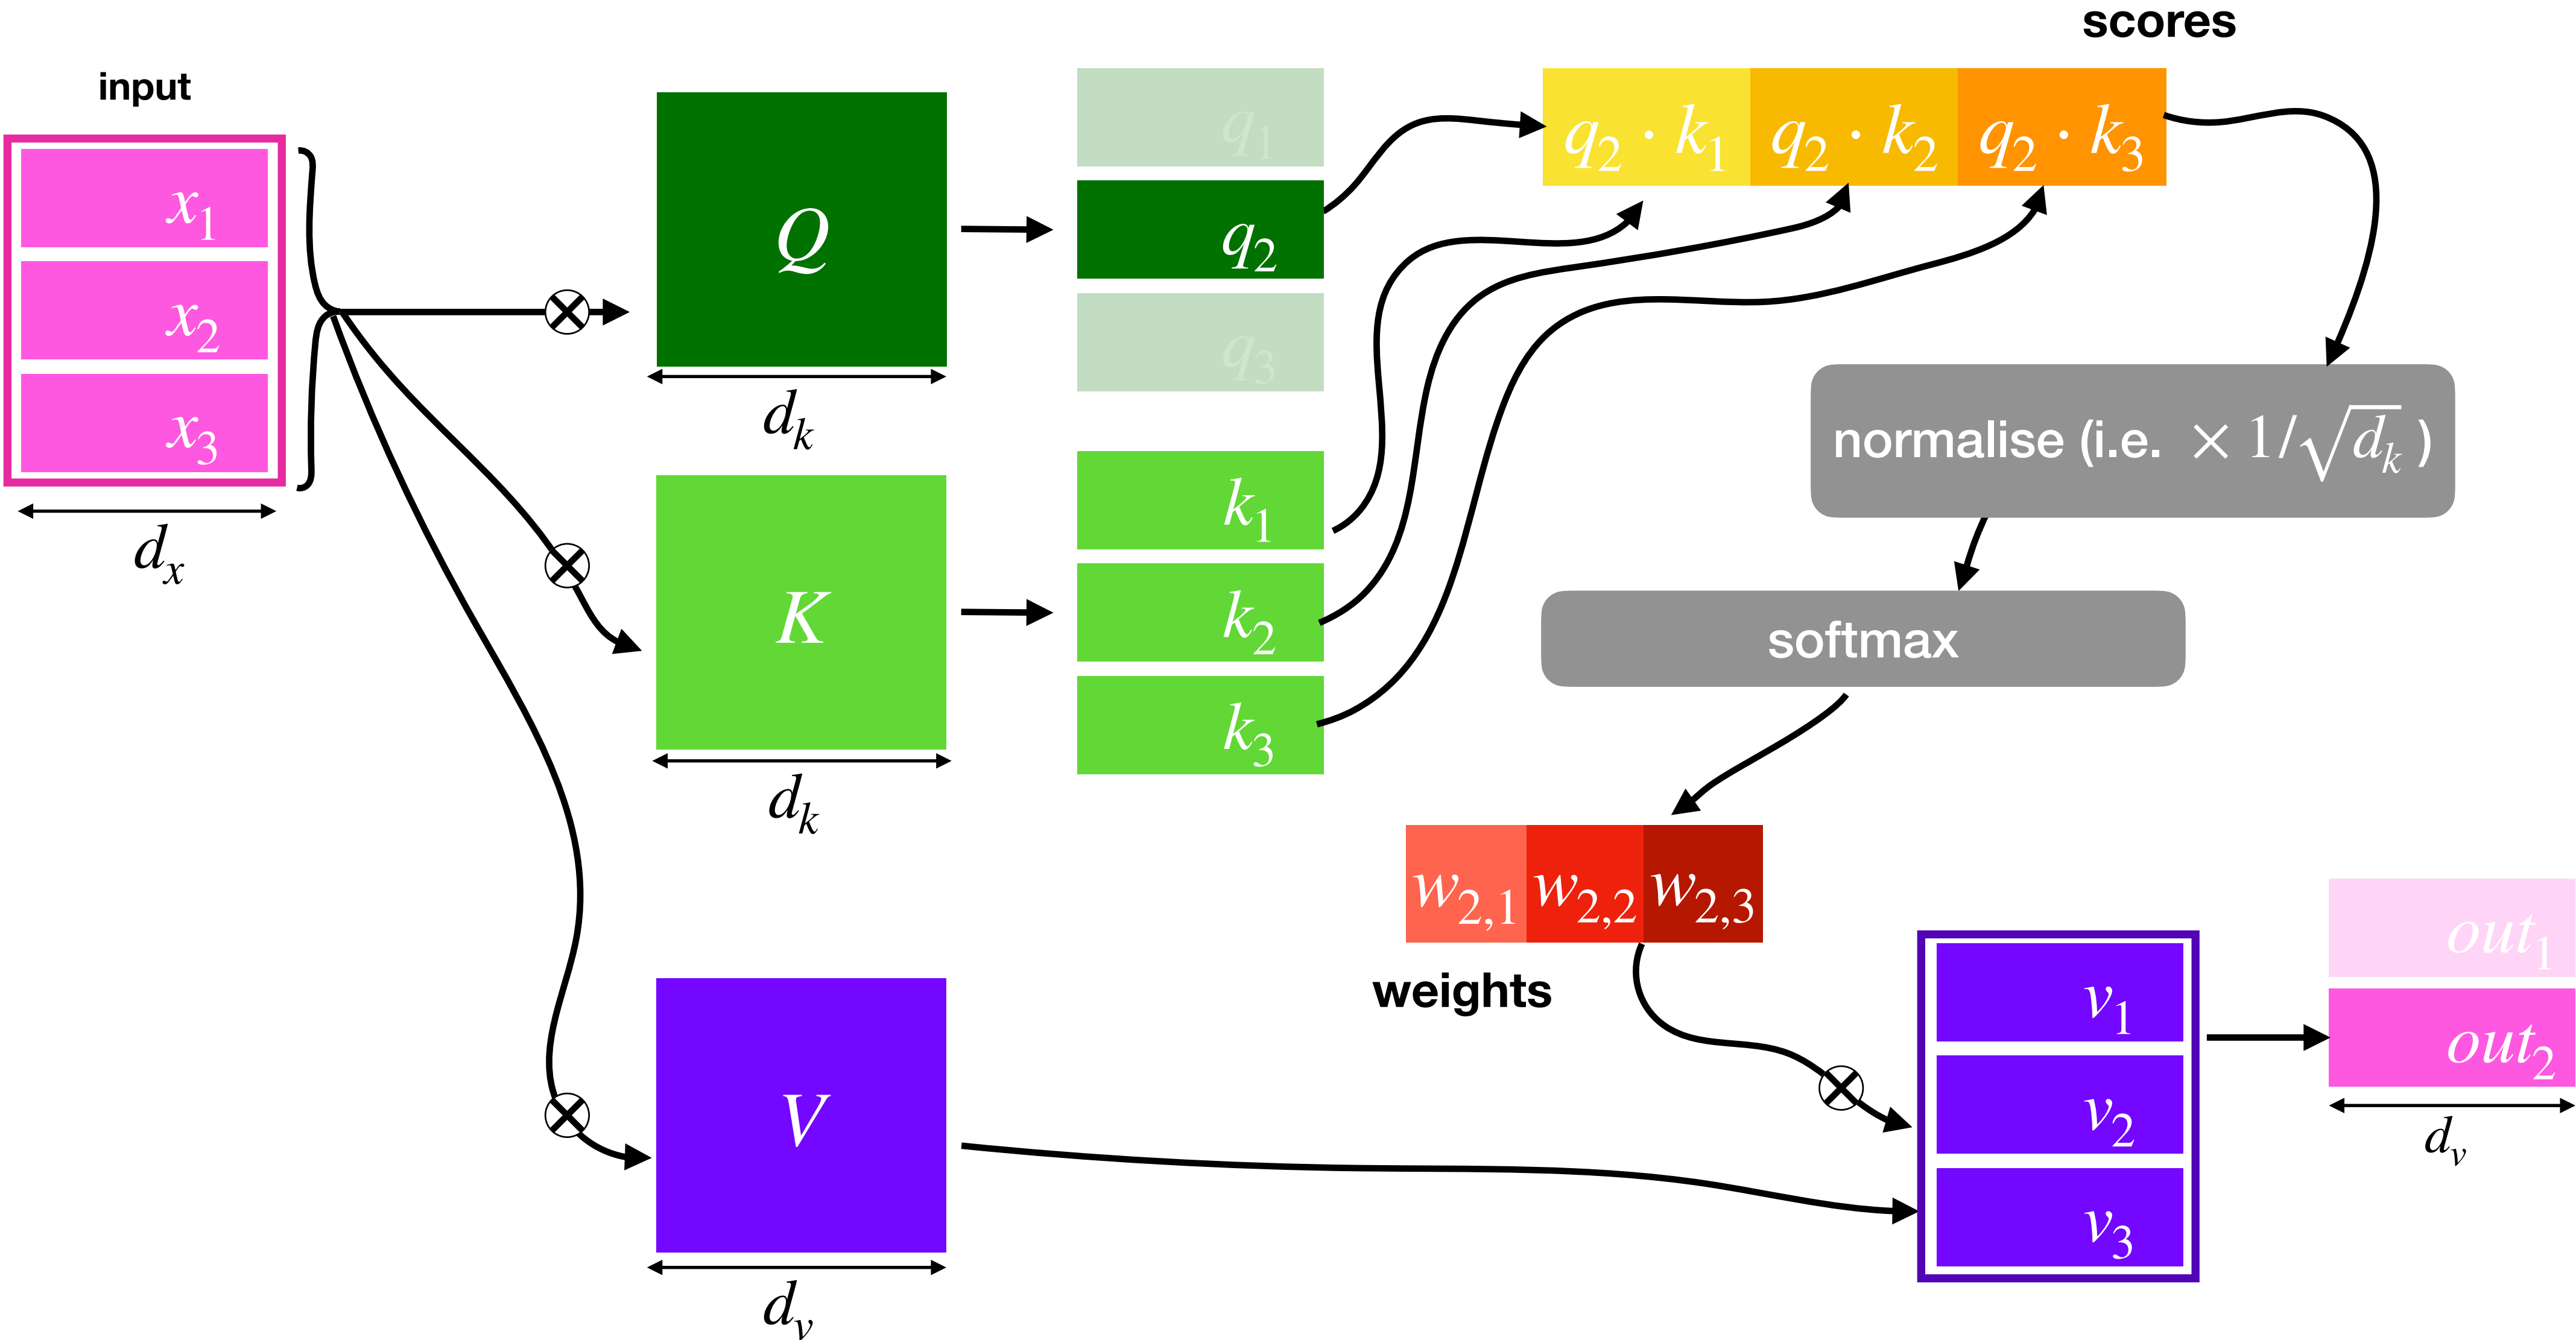 input
x₁
x₂
x₃
dₓ
Q
dₖ
K
dₖ
V
dᵥ
q₁
q₂
q₃
k₁
k₂
k₃
scores
q₂ · k₁ q₂ · k₂ q₂ · k₃
normalise (i.e. × 1/√dₖ )
softmax
w₂,₁ w₂,₂ w₂,₃
weights
v₁
v₂
v₃
out₁
out₂
dᵥ